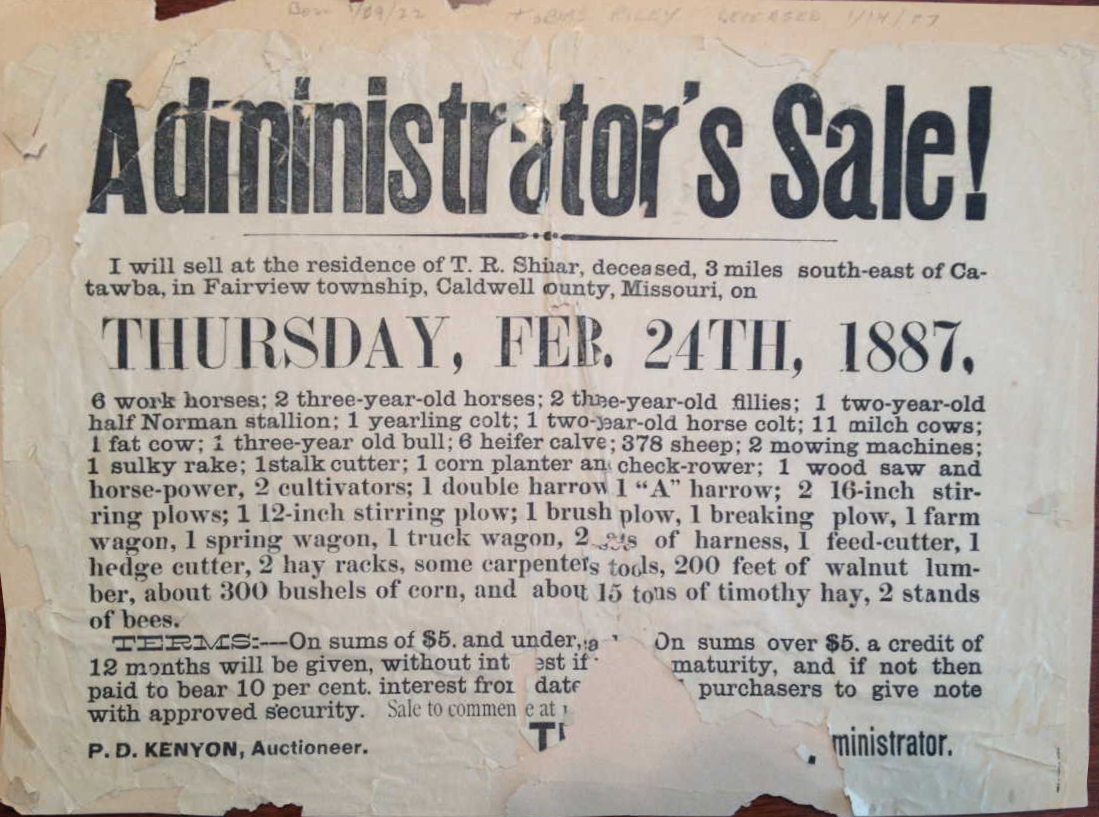 DECEASED 1/14/87
Administrator's Sale!
I will sell at the residence of T. R. Shuar, deceased, 3 miles south-east of Ca-
tawba, in Fairview township, Caldwell ounty, Missouri, on
THURSDAY, FEB. 24TH, 1887.
6 work horses; 2 three-year-old horses; 2 three-year-old fillies; 1 two-year-old
half Norman stallion; 1 yearling colt; 1 two-year-old horse colt; 11 milch cows;
1 fat cow; 1 three-year old bull; 6 heifer calve; 378 sheep; 2 mowing machines;
1 sulky rake; 1stalk cutter; 1 corn planter an check-rower; 1 wood saw and
horse-power, 2 cultivators; 1 double harrow 1 "A" harrow; 2 16-inch stir-
ring plows; 1 12-inch stirring plow; 1 brush plow, 1 breaking plow, 1 farm
wagon, 1 spring wagon, 1 truck wagon, 2 of harness, 1 feed-cutter, 1
hedge cutter, 2 hay racks, some carpenters tools, 200 feet of walnut lum-
ber, about 300 bushels of corn, and about 15 tons of timothy hay, 2 stands
of bees.
TERMS:—On sums of $5. and under, On sums over $5. a credit of
12 months will be given, without int est if maturity, and if not then
paid to bear 10 per cent. interest from date purchasers to give note
with approved security. Sale to commen e at
P. D. KENYON, Auctioneer. ministrator.